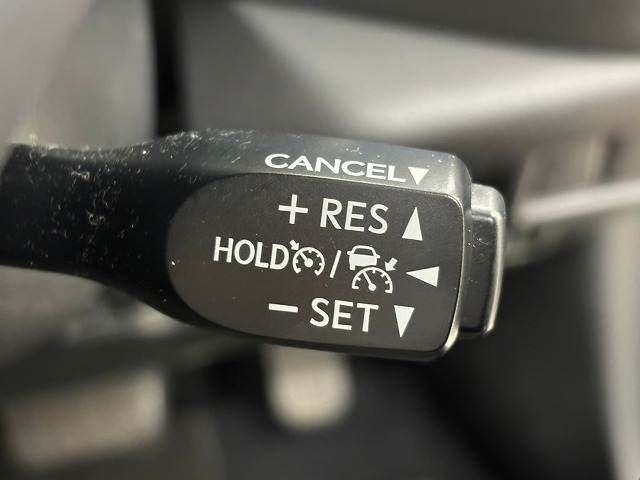 CANCEL▼
+ RES ▲
HOLD / ◀
− SET ▼